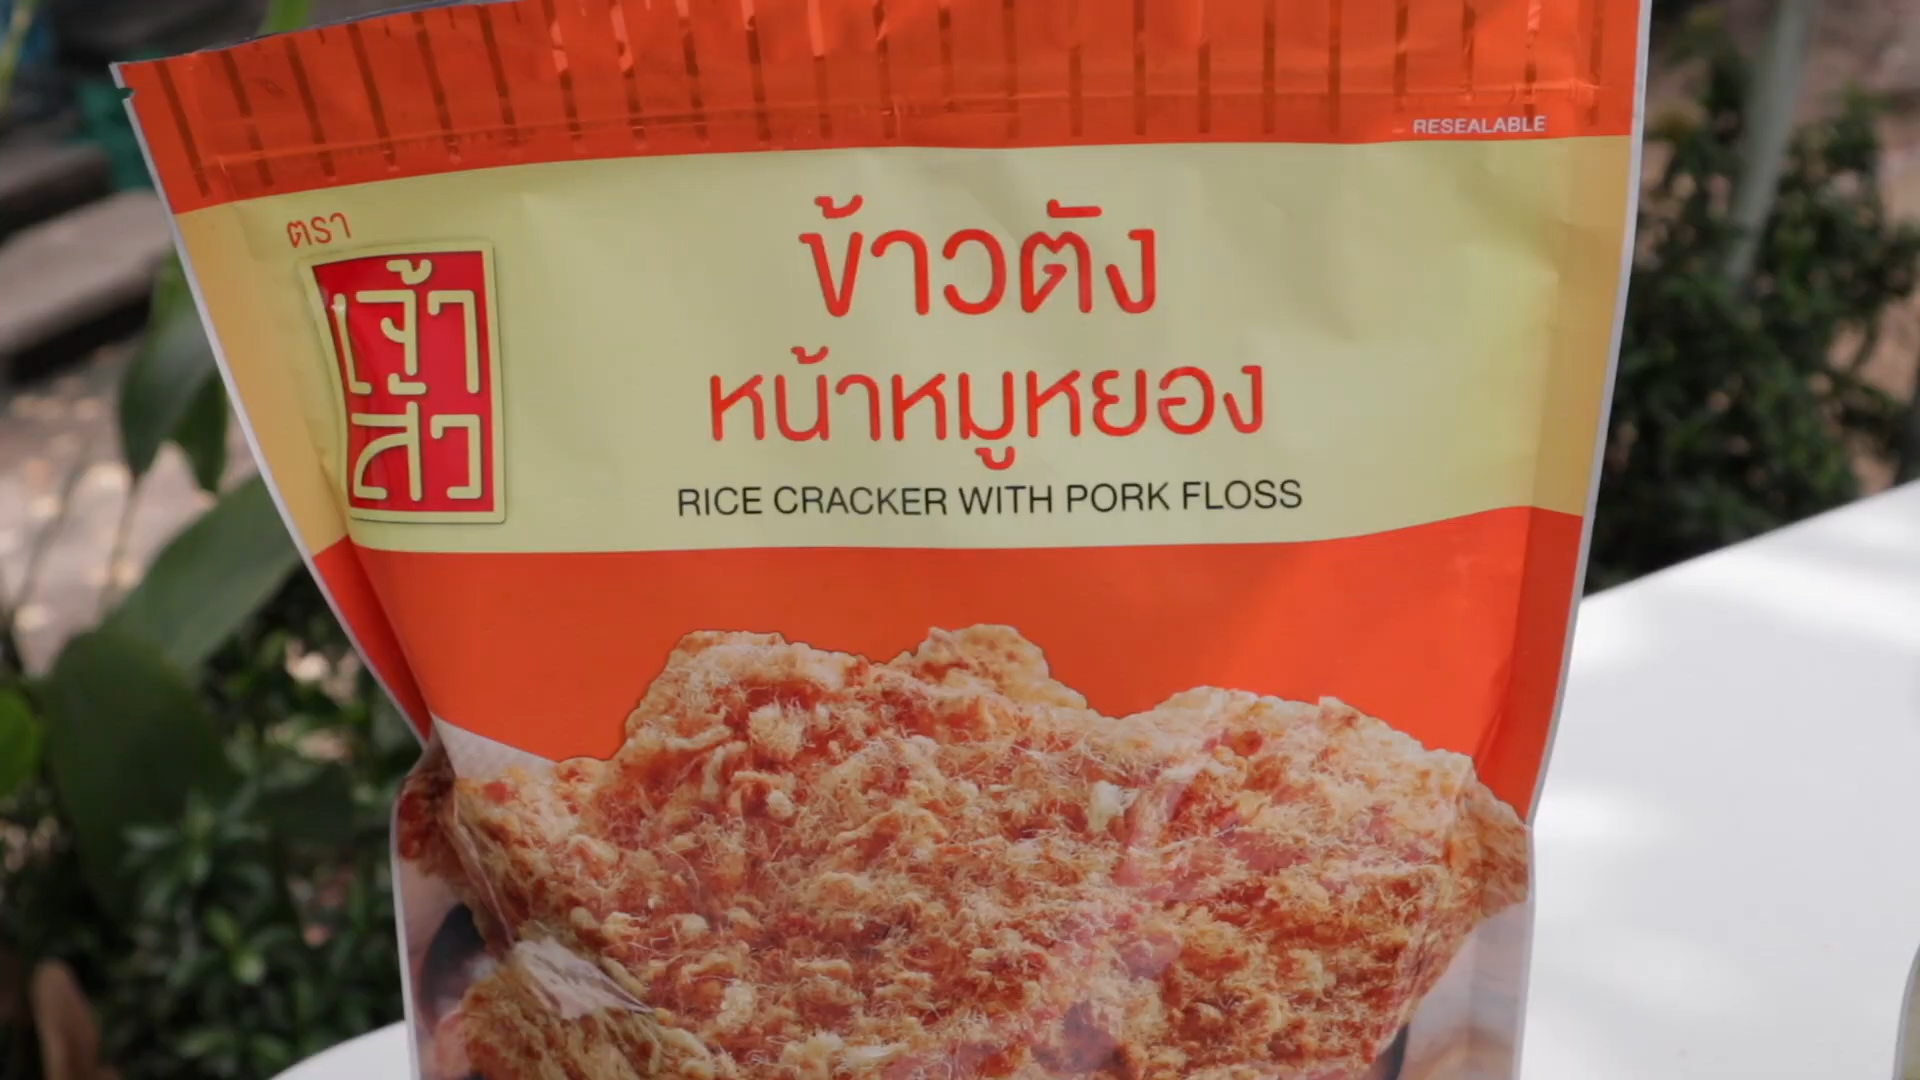 RESEALABLE
ตรา
เจ้า
สัว
ข้าวตัง
หน้าหมูหยอง
RICE CRACKER WITH PORK FLOSS